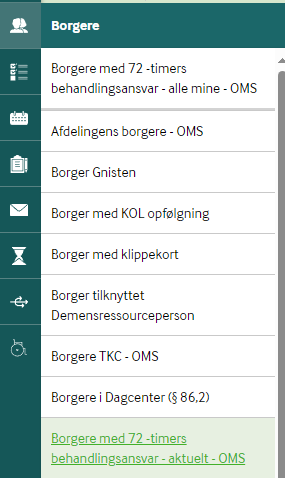 Borgere
Borgere med 72 -timers
behandlingsansvar - alle mine - OMS
Afdelingens borgere - OMS
Borger Gnisten
Borger med KOL opfølgning
Borger med klippekort
Borger tilknyttet
Demensressourceperson
Borgere TKC - OMS
Borgere i Dagcenter (§ 86,2)
Borgere med 72 -timers
behandlingsansvar - aktuelt - OMS